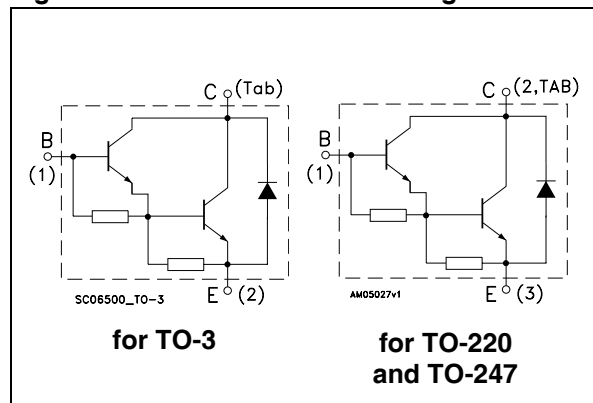 C (Tab)
B
(1)
E (2)
SC06500_TO-3
for TO-3
C (2,TAB)
B
(1)
E (3)
AM05027v1
for TO-220
and TO-247